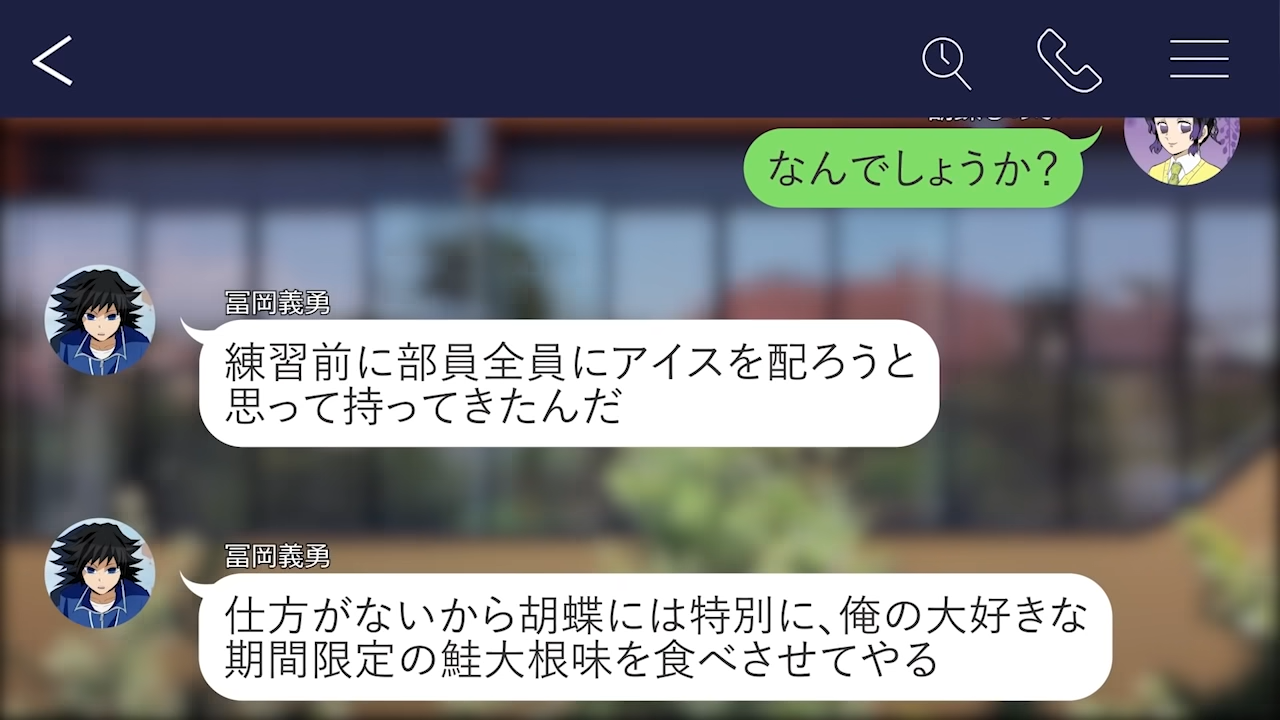 なんでしょうか？
冨岡義勇
練習前に部員全員にアイスを配ろうと
思って持ってきたんだ
冨岡義勇
仕方がないから胡蝶には特別に、俺の大好きな
期間限定の鮭大根味を食べさせてやる